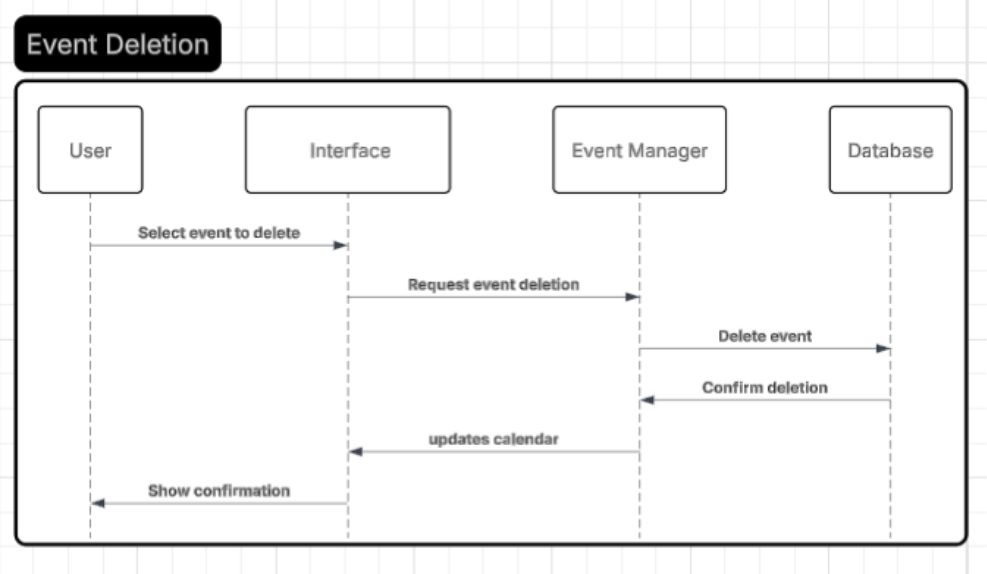 Event Deletion
User
Interface
Event Manager
Database
Select event to delete
Request event deletion
Delete event
Confirm deletion
updates calendar
Show confirmation